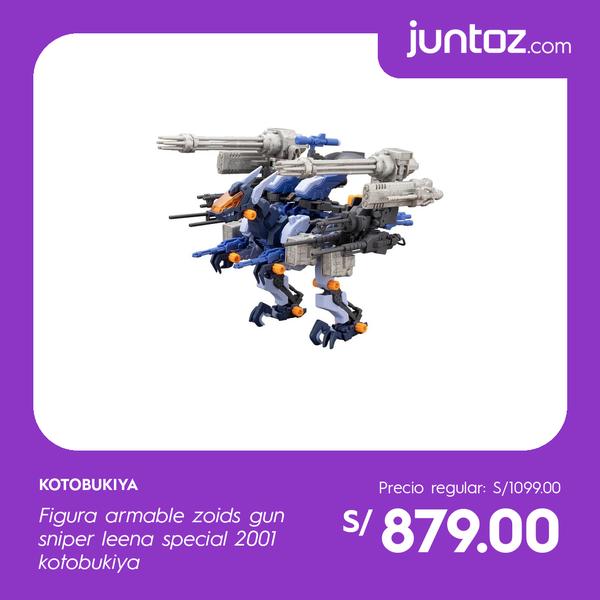 juntoz.com
KOTOBUKIYA
Figura armable zoids gun
sniper leena special 2001
kotobukiya
Precio regular: S/1099.00
S/ 879.00